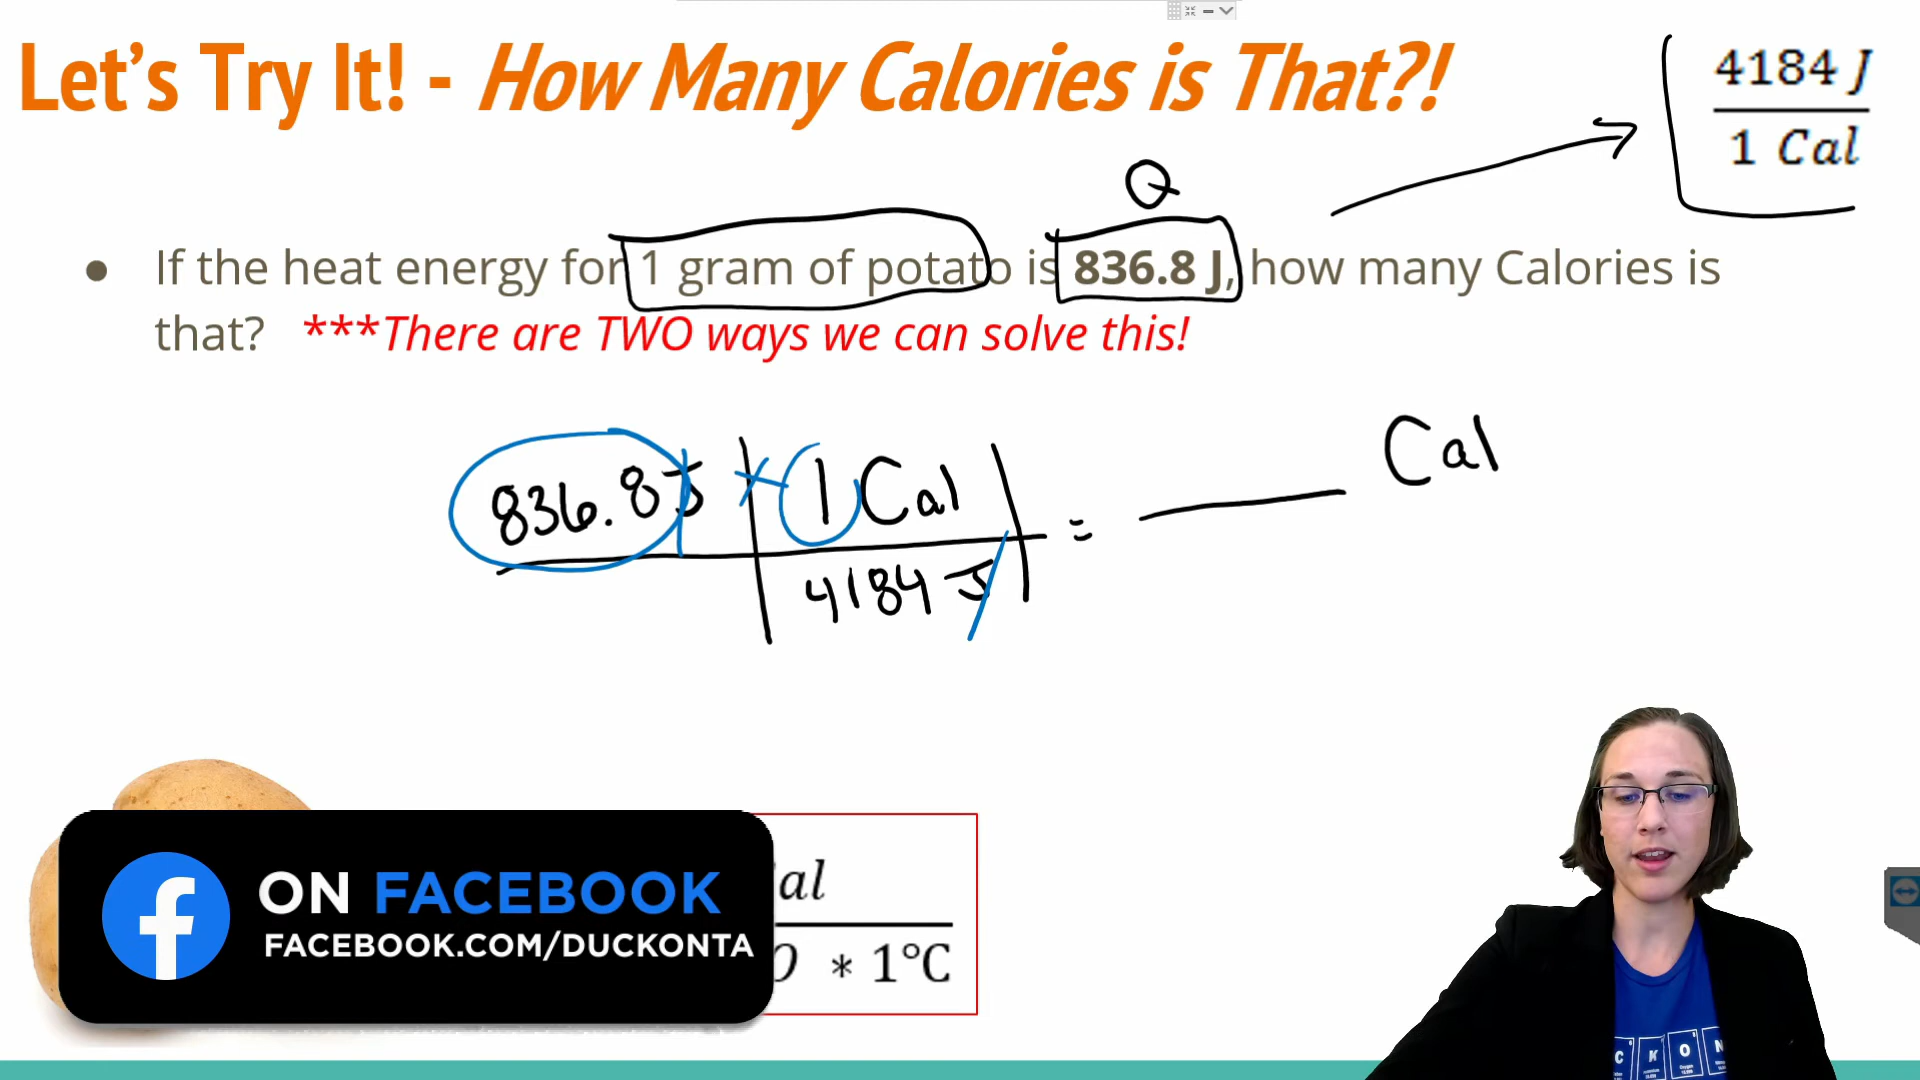 Let's Try It! - How Many Calories is That?!
4184 J
1 Cal
Q
● If the heat energy for 1 gram of potato is 836.8 J, how many Calories is
that? ***There are TWO ways we can solve this!
836.8 J × 1 Cal = ____ Cal
4184 J
ON FACEBOOK
FACEBOOK.COM/DUCKONTA
al
* 1°C
C K O N